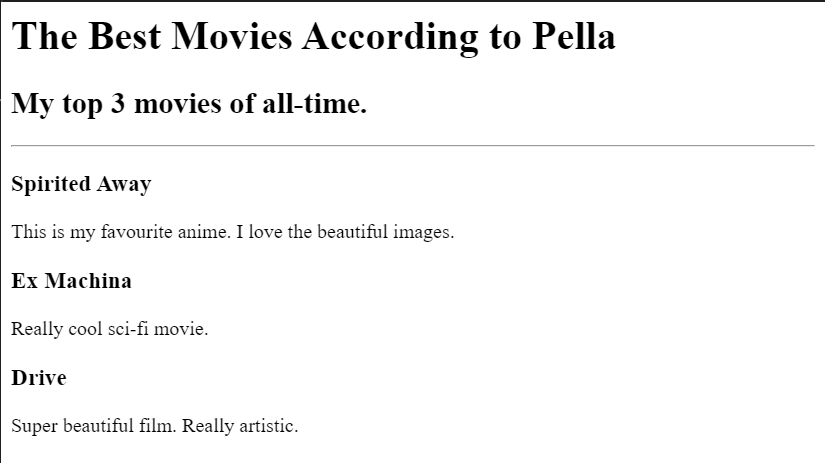 The Best Movies According to Pella
My top 3 movies of all-time.
Spirited Away
This is my favourite anime. I love the beautiful images.
Ex Machina
Really cool sci-fi movie.
Drive
Super beautiful film. Really artistic.